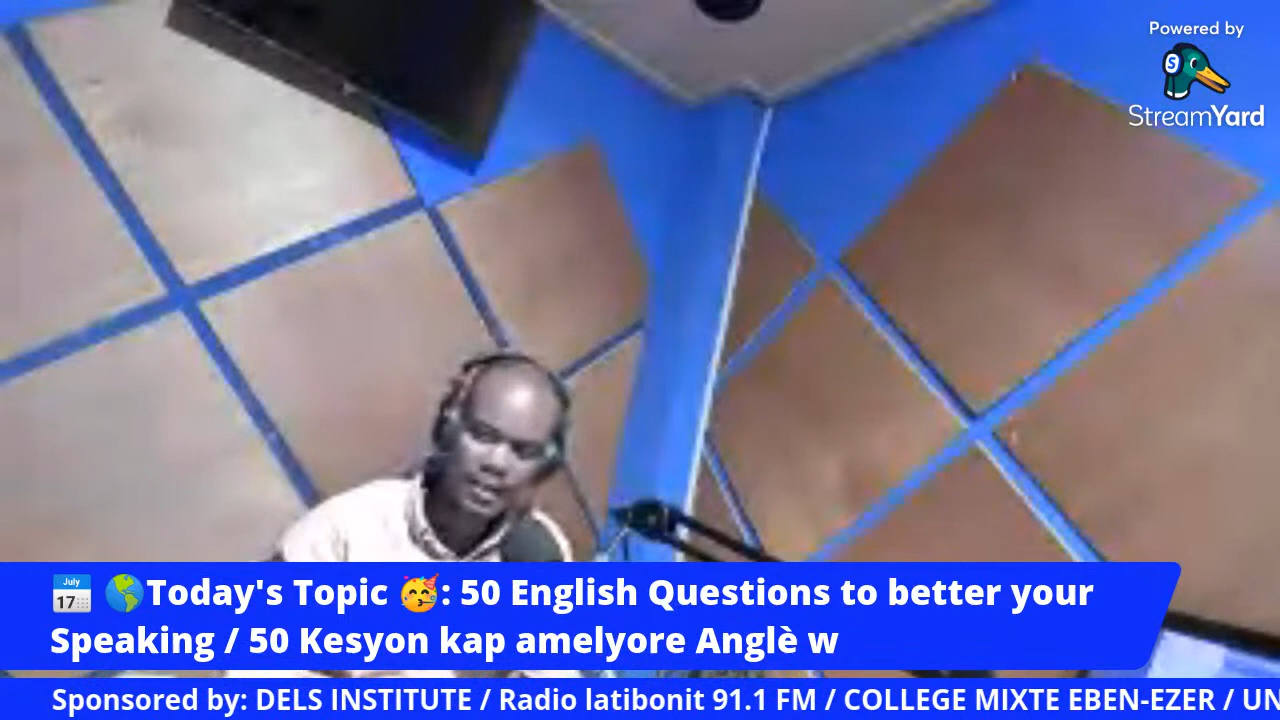 Powered by
StreamYard
July
17
Today's Topic : 50 English Questions to better your
Speaking / 50 Kesyon kap amelyore Anglè w
Sponsored by: DELS INSTITUTE / Radio latibonit 91.1 FM / COLLEGE MIXTE EBEN-EZER / UN